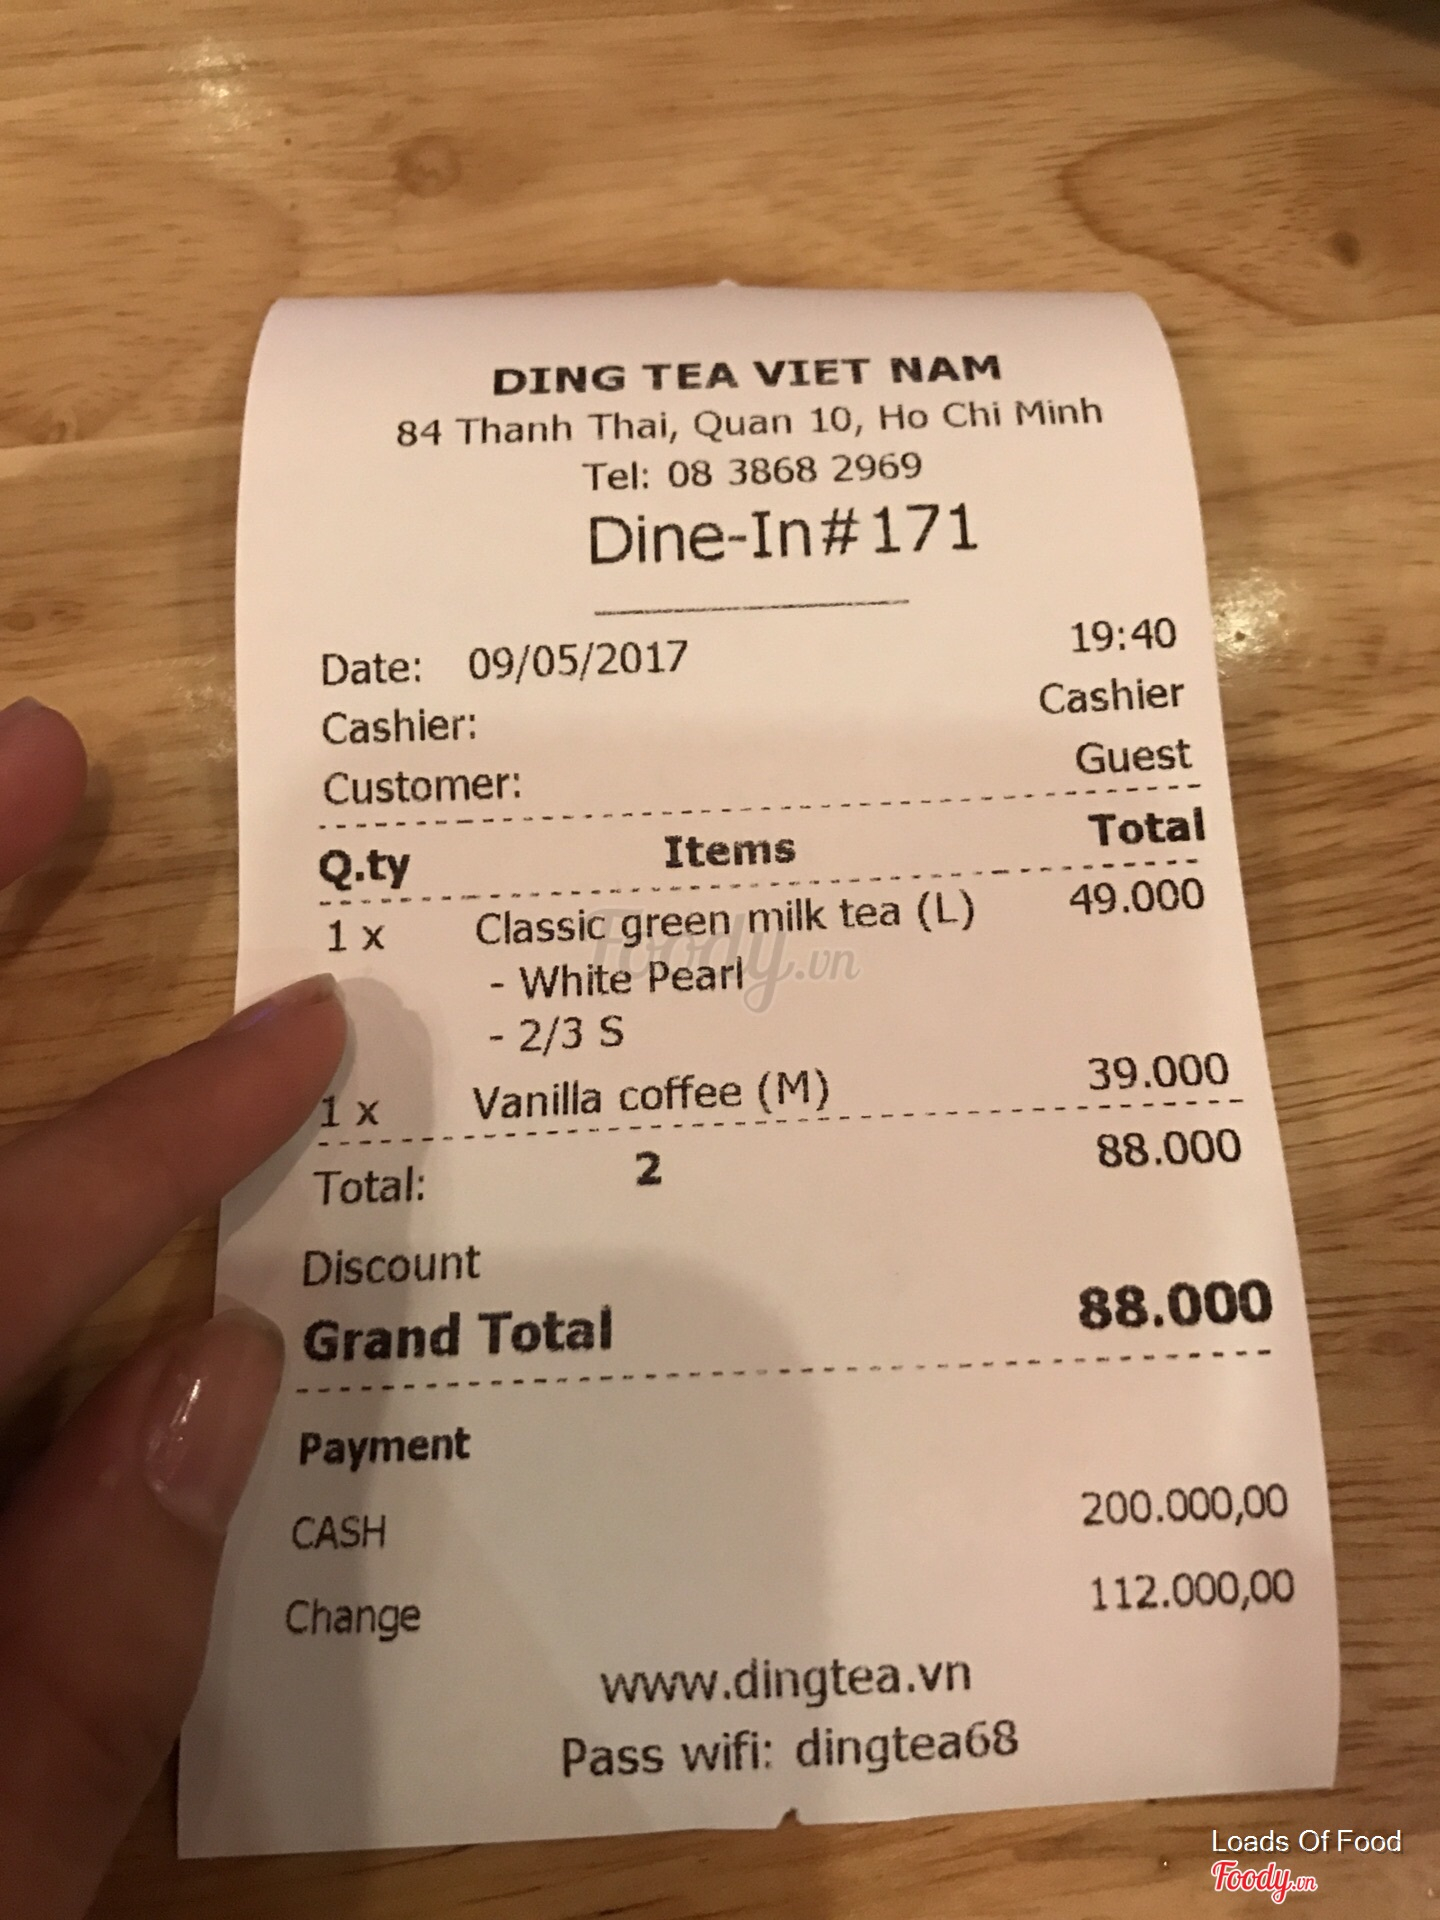 DING TEA VIET NAM
84 Thanh Thai, Quan 10, Ho Chi Minh
Tel: 08 3868 2969
Dine-In#171
Date: 09/05/2017 19:40
Cashier: Cashier
Customer: Guest
Q.ty Items Total
1 x Classic green milk tea (L) 49.000
- White Pearl
- 2/3 S
1 x Vanilla coffee (M) 39.000
Total: 2 88.000
Discount
Grand Total 88.000
Payment
CASH 200.000,00
Change 112.000,00
www.dingtea.vn
Pass wifi: dingtea68
Foody.vn
Loads Of Food
Foody.vn